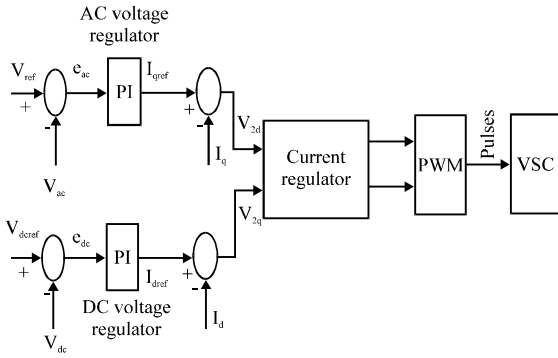 AC voltage
regulator
V_ref
+
-
V_ac
e_ac
PI
I_qref
+
-
I_q
V_2d
V_2q
Current
regulator
PWM
Pulses
VSC
V_dcref
+
-
V_dc
e_dc
PI
I_dref
+
-
I_d
DC voltage
regulator